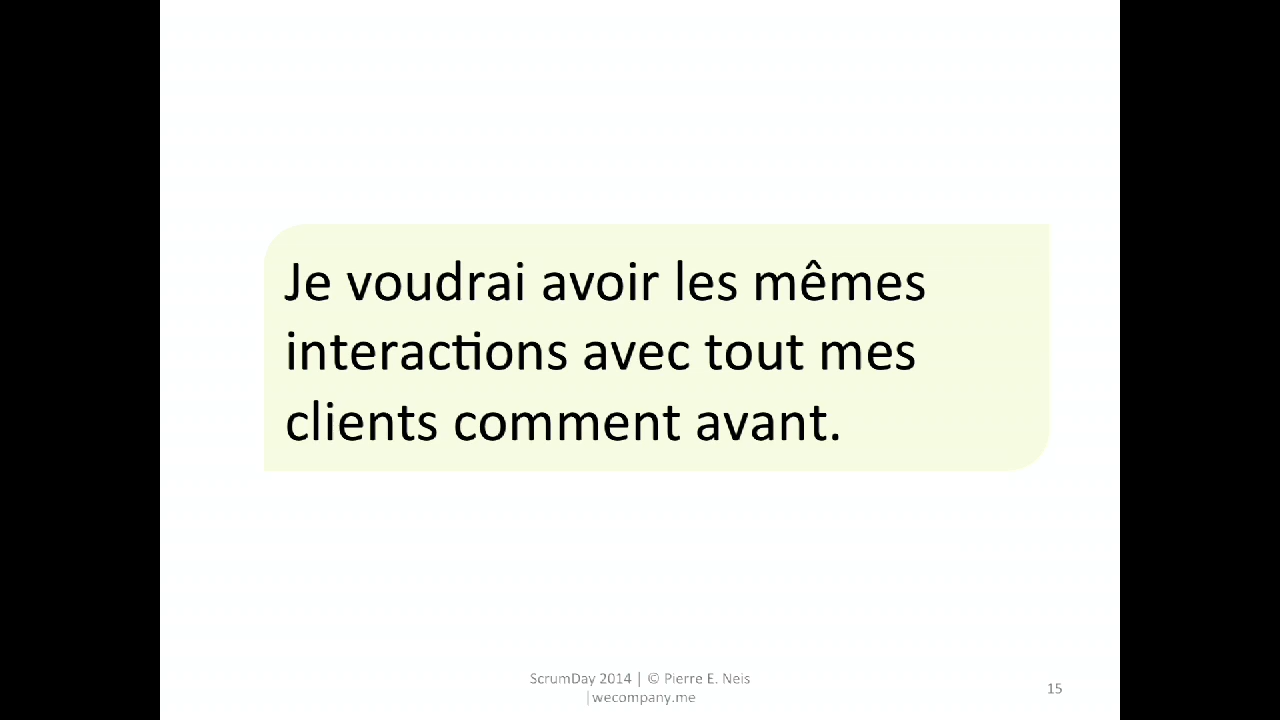 Je voudrai avoir les mêmes
interactions avec tout mes
clients comment avant.
ScrumDay 2014 | © Pierre E. Neis
|wecompany.me
15